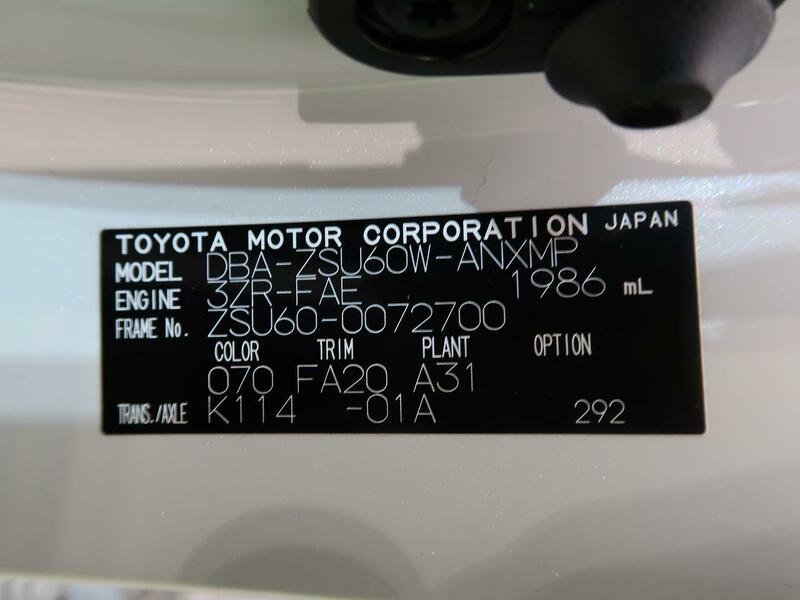 TOYOTA MOTOR CORPORATION JAPAN
MODEL DBA-ZSU60W-ANXMP
ENGINE 3ZR-FAE 1986 mL
FRAME No. ZSU60-0072700
COLOR TRIM PLANT OPTION
070 FA20 A31
TRANS./AXLE K114 -01A 292